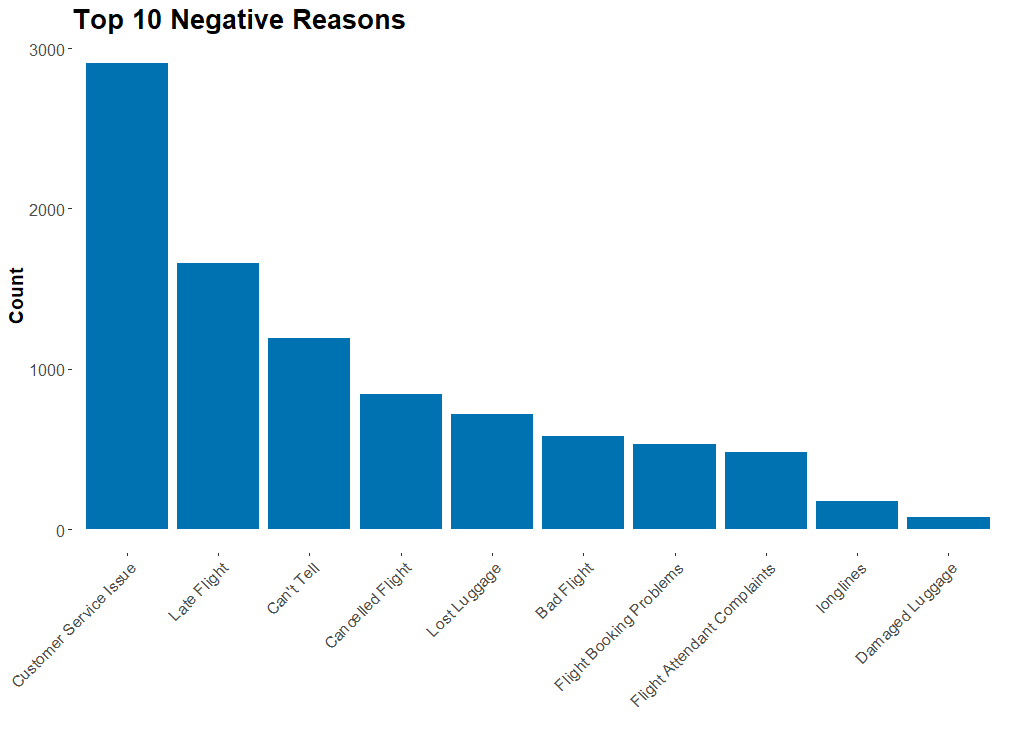 Top 10 Negative Reasons
Count
3000
2000
1000
0
Customer Service Issue
Late Flight
Can't Tell
Cancelled Flight
Lost Luggage
Bad Flight
Flight Booking Problems
Flight Attendant Complaints
longlines
Damaged Luggage